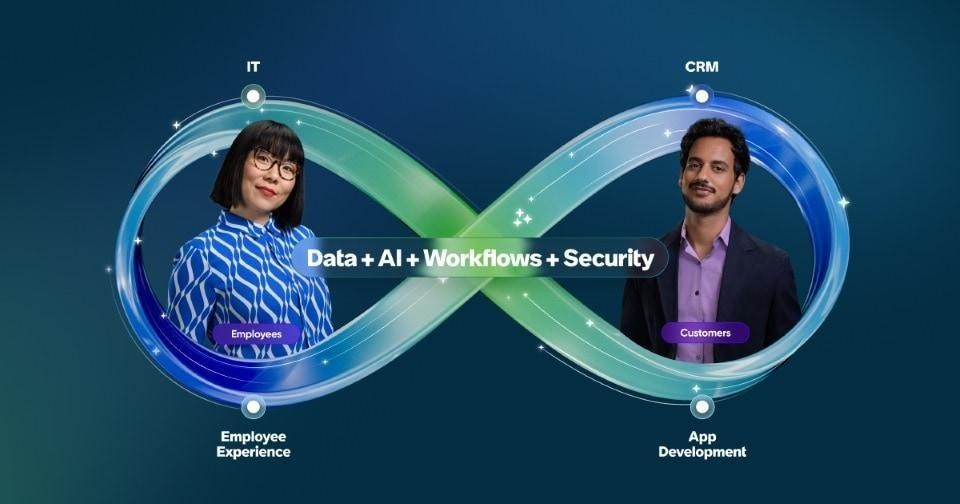 IT
CRM
Data + AI + Workflows + Security
Employees
Customers
Employee
Experience
App
Development